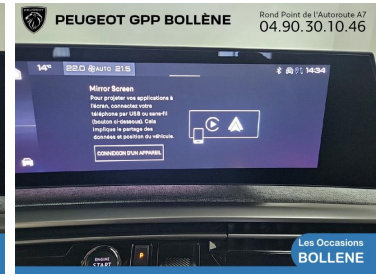 PEUGEOT GPP BOLLÈNE
Rond Point de l'Autoroute A7
04.90.30.10.46
14° 22.0 AUTO 21.5 14:34
Mirror Screen
Pour projeter vos applications à
l'écran, connectez votre
téléphone par USB ou sans-fil
(bouton ci-dessous). Cela
implique le partage des
données et position du véhicule.
CONNEXION D'UN APPAREIL
ENGINE
START
P
Les Occasions
BOLLENE